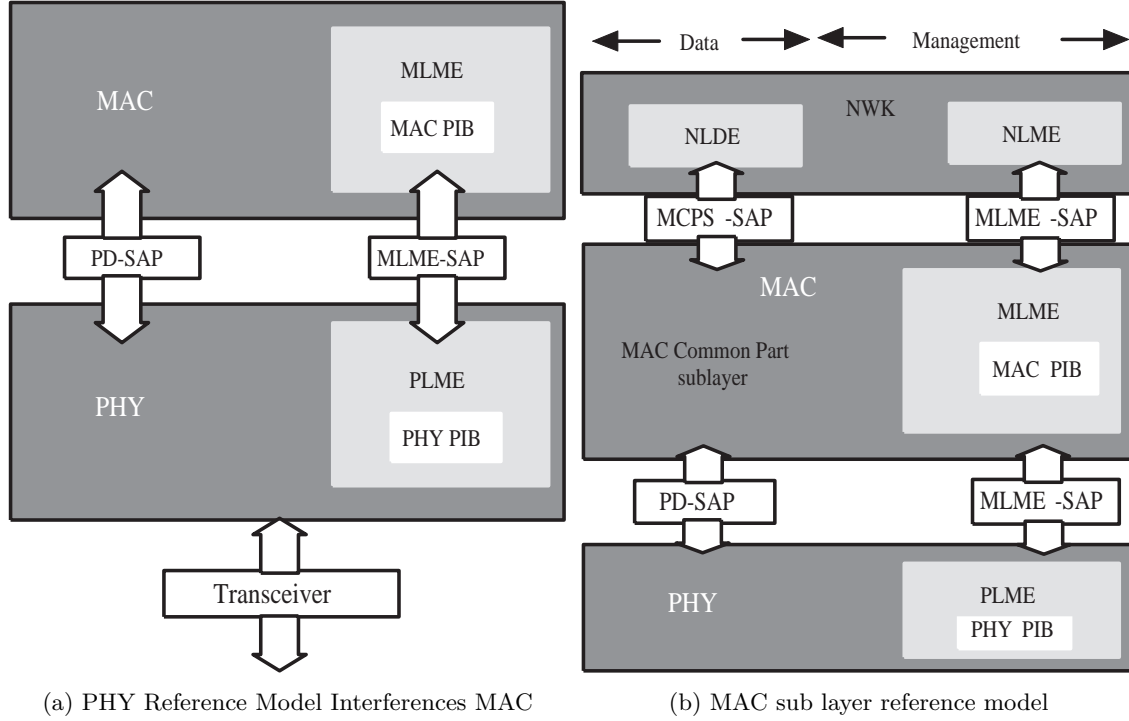 MAC
MLME
MAC PIB
PD-SAP
MLME-SAP
PHY
PLME
PHY PIB
Transceiver
(a) PHY Reference Model Interferences MAC
Data
Management
NWK
NLDE
NLME
MCPS -SAP
MLME -SAP
MAC
MAC Common Part
sublayer
MLME
MAC PIB
PD-SAP
MLME -SAP
PHY
PLME
PHY PIB
(b) MAC sub layer reference model